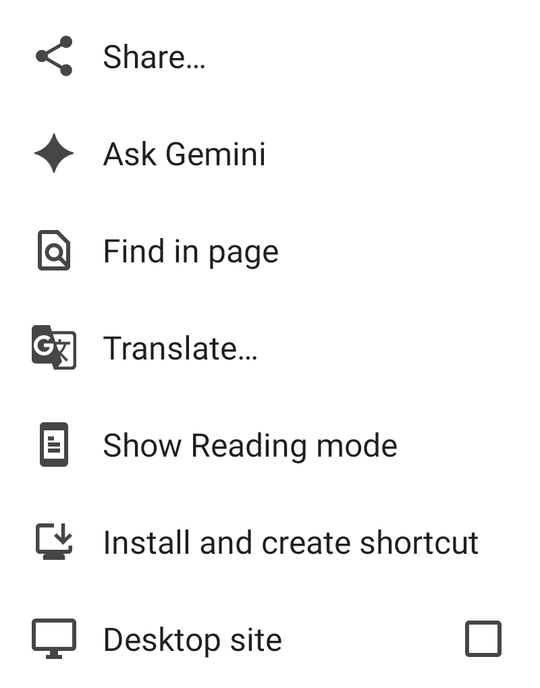 Share…
Ask Gemini
Find in page
Translate…
Show Reading mode
Install and create shortcut
Desktop site